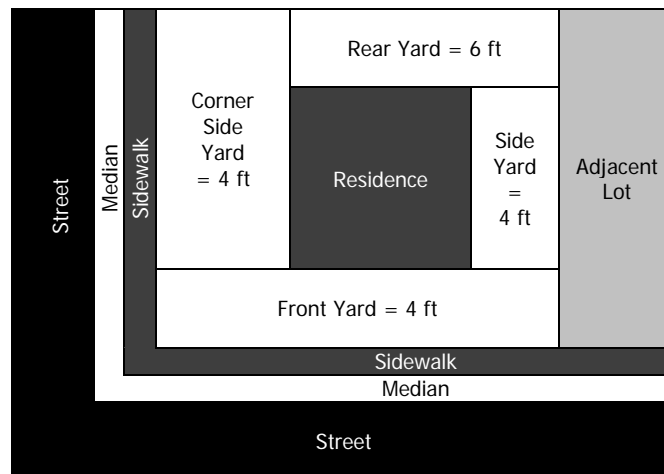 Rear Yard = 6 ft
Corner
Side
Yard
= 4 ft
Side
Yard
=
4 ft
Residence
Adjacent
Lot
Street
Median
Sidewalk
Front Yard = 4 ft
Sidewalk
Median
Street